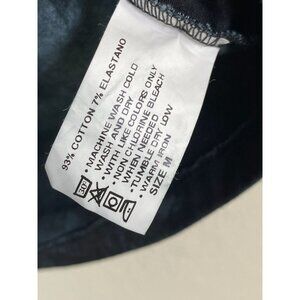 93% COTTON 7% ELASTANO
• MACHINE WASH COLD
• WASH AND DRY
• WITH LIKE COLORS ONLY
• NON CHLORINE BLEACH
WHEN NEEDED
• TUMBLE DRY LOW
• WARM IRON
SIZE M